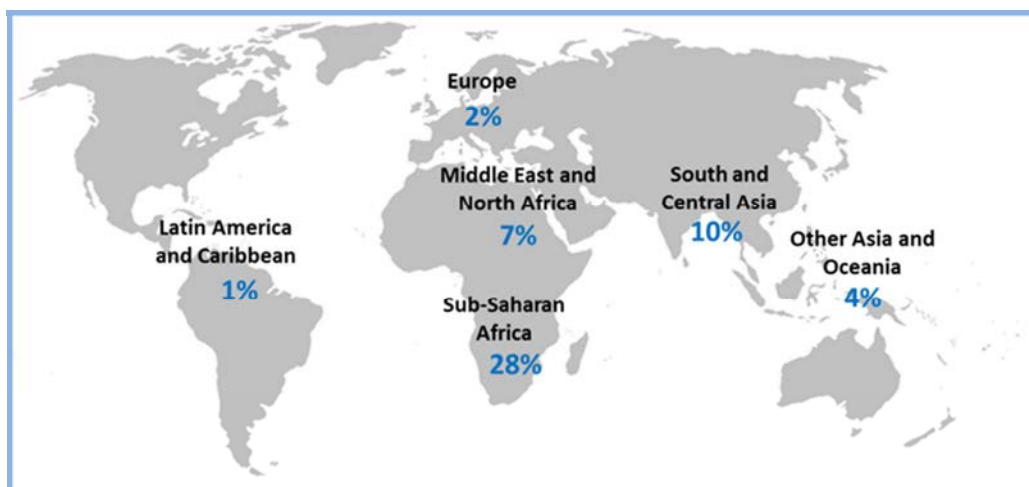 Europe
2%
Middle East and
North Africa
7%
South and
Central Asia
10%
Latin America
and Caribbean
1%
Other Asia and
Oceania
4%
Sub-Saharan
Africa
28%